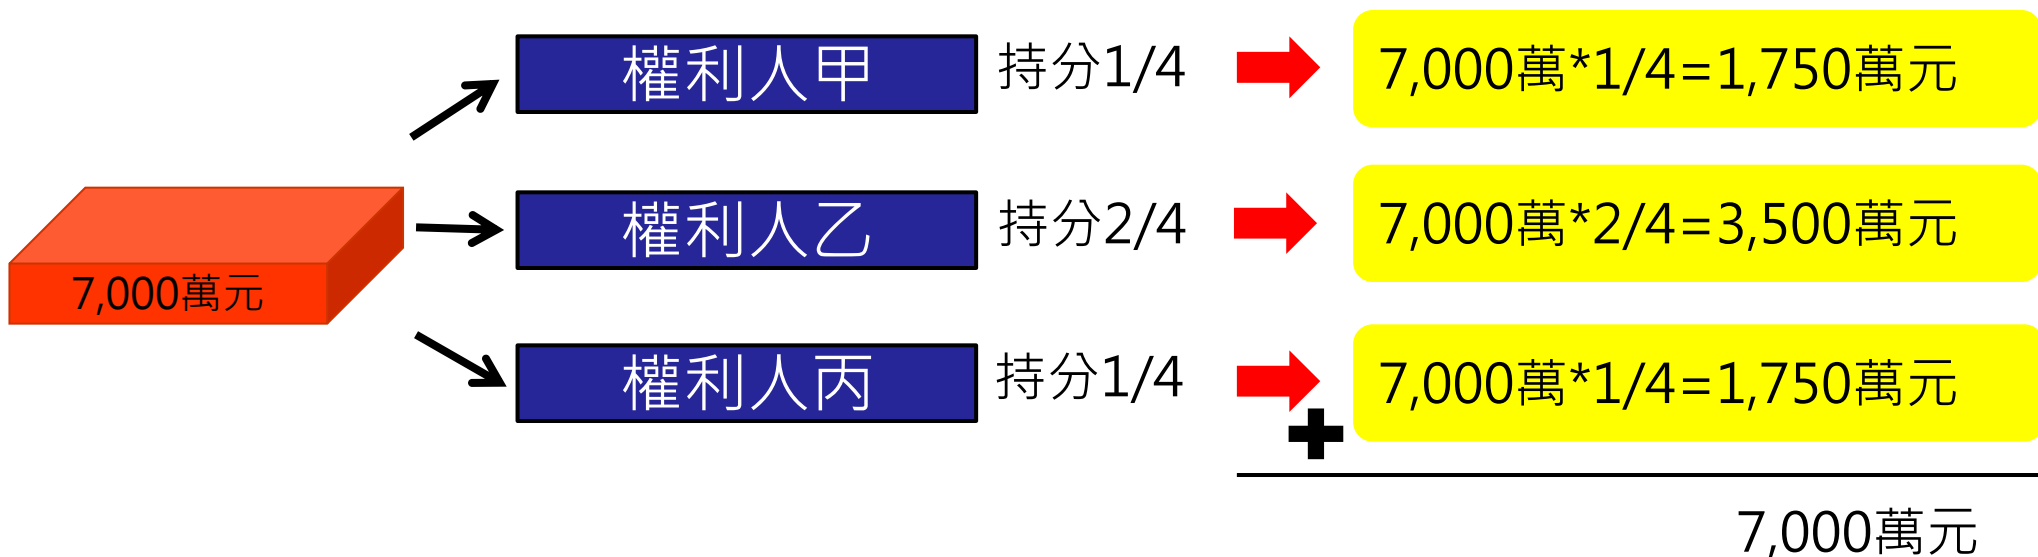 權利人甲 持分1/4 7,000萬*1/4=1,750萬元
權利人乙 持分2/4 7,000萬*2/4=3,500萬元
7,000萬元
權利人丙 持分1/4 7,000萬*1/4=1,750萬元
7,000萬元